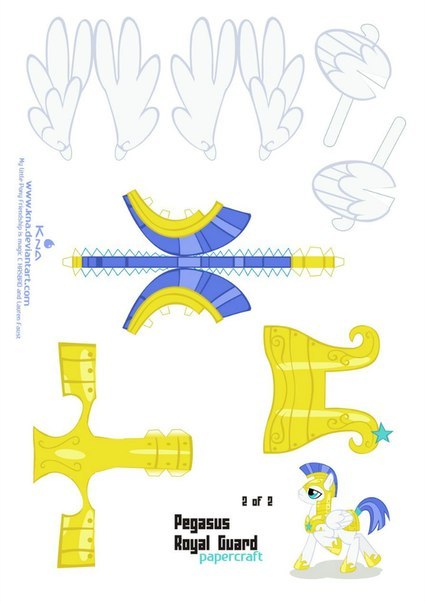 KNA
www.kna.deviantart.com
My little Pony Friendship is magic © HASBRO and Lauren Faust
2 of 2
Pegasus
Royal Guard
papercraft